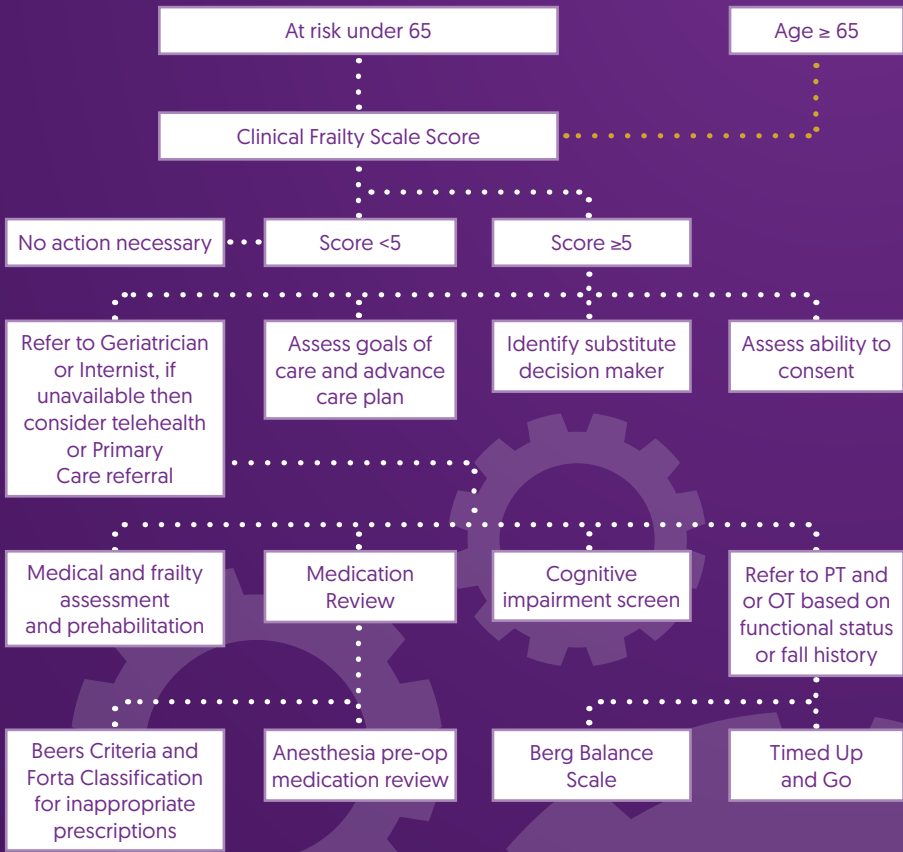 At risk under 65
Age ≥ 65
Clinical Frailty Scale Score
No action necessary
Score <5
Score ≥5
Refer to Geriatrician
or Internist, if
unavailable then
consider telehealth
or Primary
Care referral
Assess goals of
care and advance
care plan
Identify substitute
decision maker
Assess ability to
consent
Medical and frailty
assessment
and prehabilitation
Medication
Review
Cognitive
impairment screen
Refer to PT and
or OT based on
functional status
or fall history
Beers Criteria and
Forta Classification
for inappropriate
prescriptions
Anesthesia pre-op
medication review
Berg Balance
Scale
Timed Up
and Go